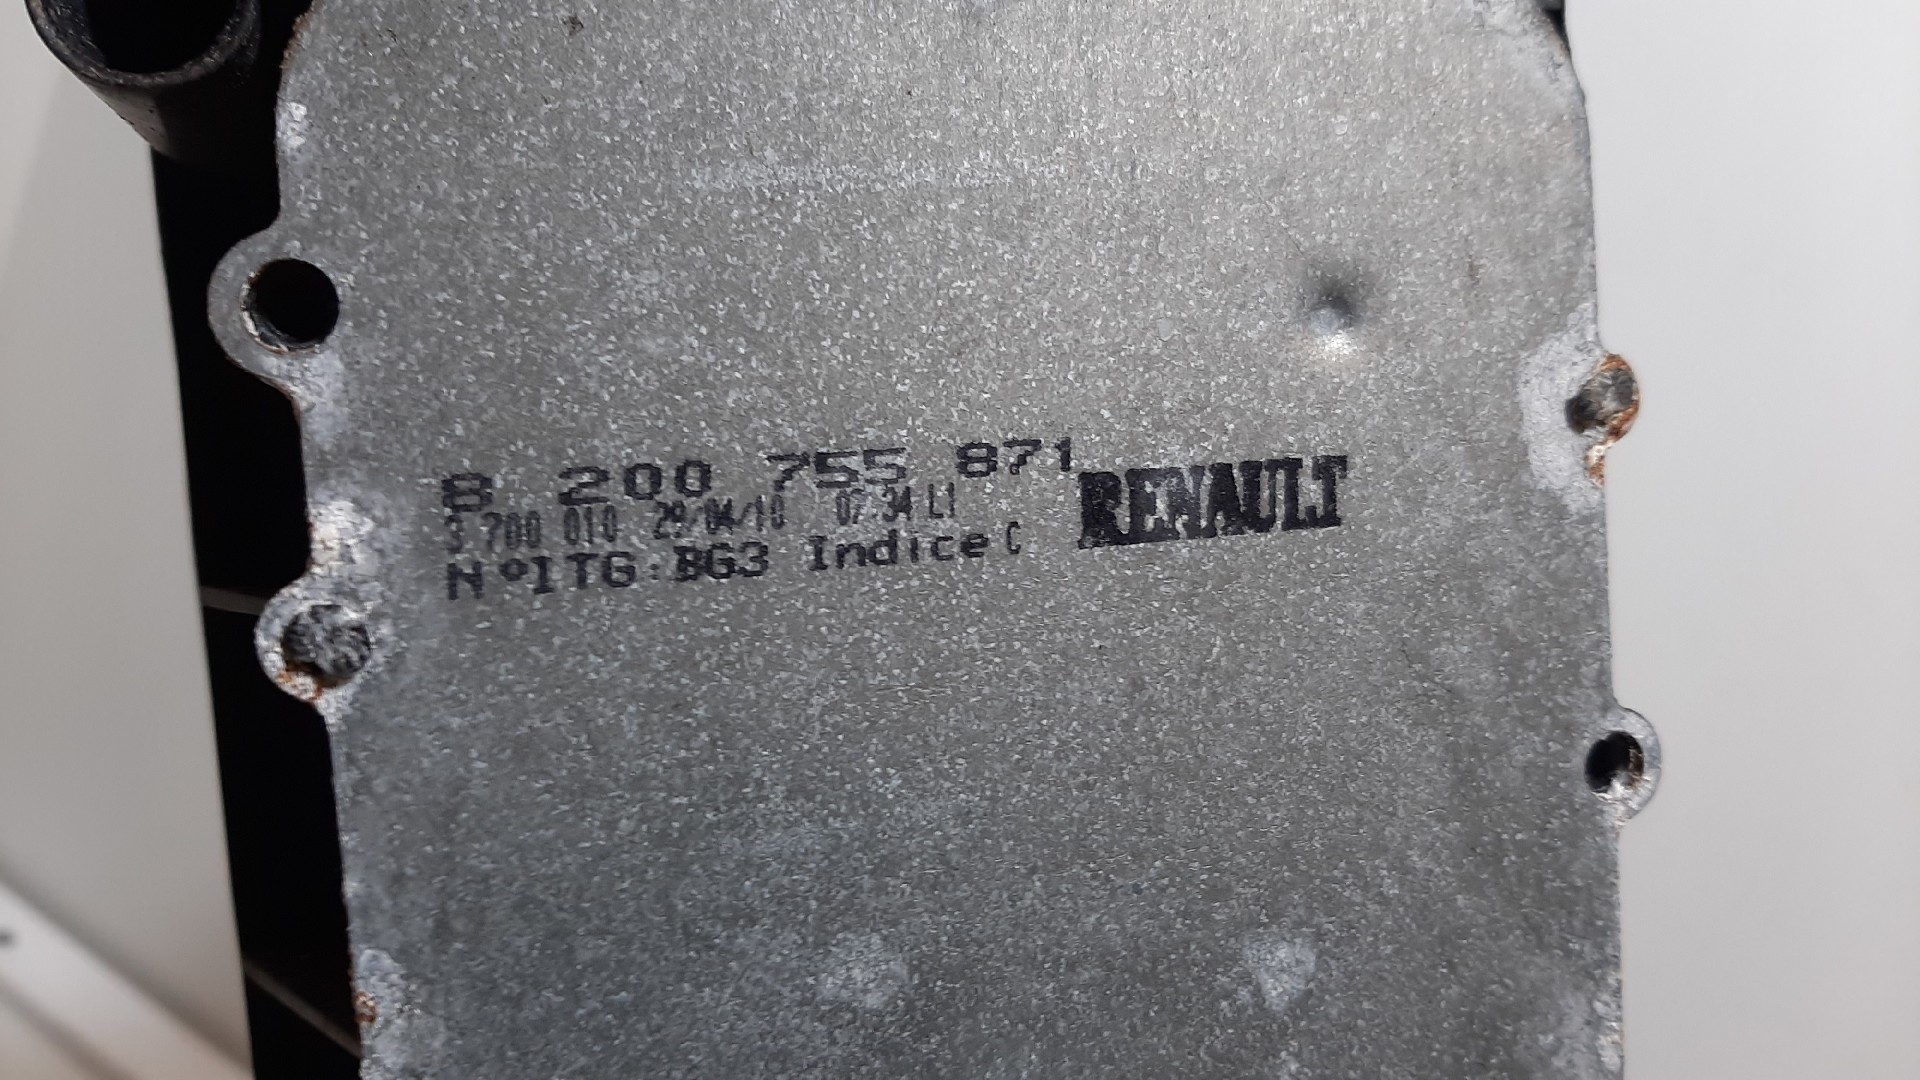 8 200 755 871
3 700 010 29/04/10 07:34 L1
N°ITG:BG3 Indice C
RENAULT